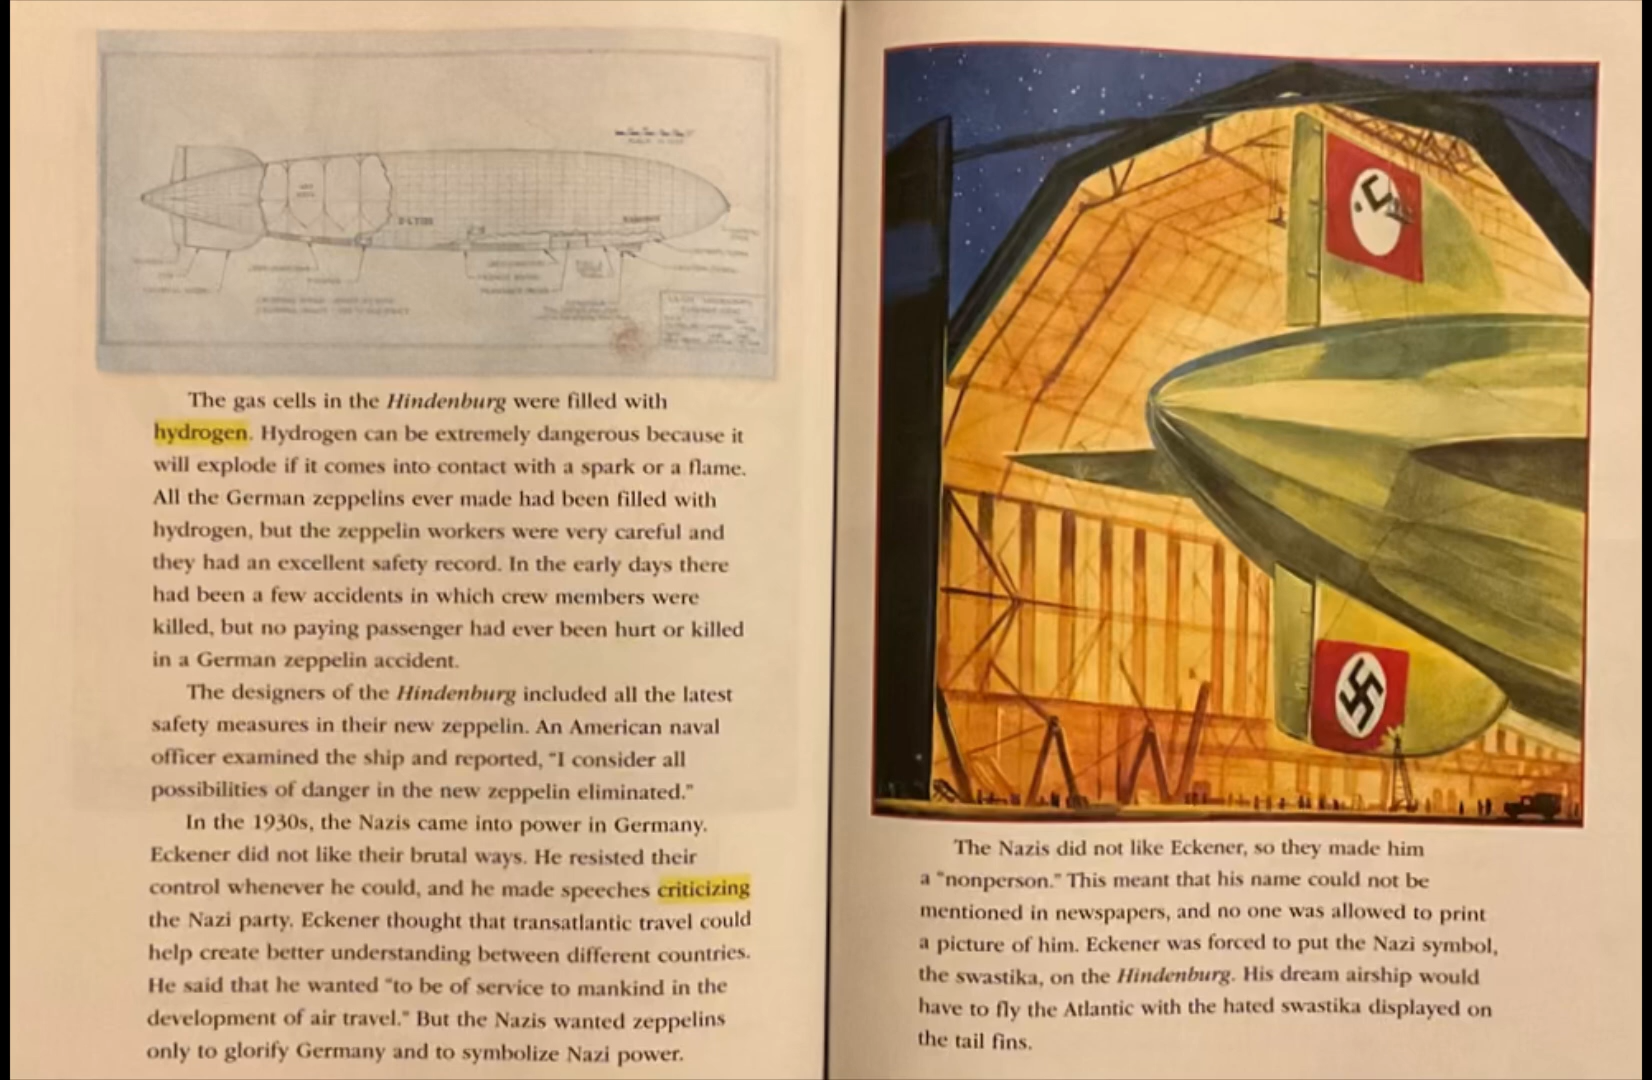 The gas cells in the Hindenburg were filled with
hydrogen. Hydrogen can be extremely dangerous because it
will explode if it comes into contact with a spark or a flame.
All the German zeppelins ever made had been filled with
hydrogen, but the zeppelin workers were very careful and
they had an excellent safety record. In the early days there
had been a few accidents in which crew members were
killed, but no paying passenger had ever been hurt or killed
in a German zeppelin accident.
The designers of the Hindenburg included all the latest
safety measures in their new zeppelin. An American naval
officer examined the ship and reported, “I consider all
possibilities of danger in the new zeppelin eliminated.”
In the 1930s, the Nazis came into power in Germany.
Eckener did not like their brutal ways. He resisted their
control whenever he could, and he made speeches criticizing
the Nazi party. Eckener thought that transatlantic travel could
help create better understanding between different countries.
He said that he wanted “to be of service to mankind in the
development of air travel.” But the Nazis wanted zeppelins
only to glorify Germany and to symbolize Nazi power.
The Nazis did not like Eckener, so they made him
a “nonperson.” This meant that his name could not be
mentioned in newspapers, and no one was allowed to print
a picture of him. Eckener was forced to put the Nazi symbol,
the swastika, on the Hindenburg. His dream airship would
have to fly the Atlantic with the hated swastika displayed on
the tail fins.